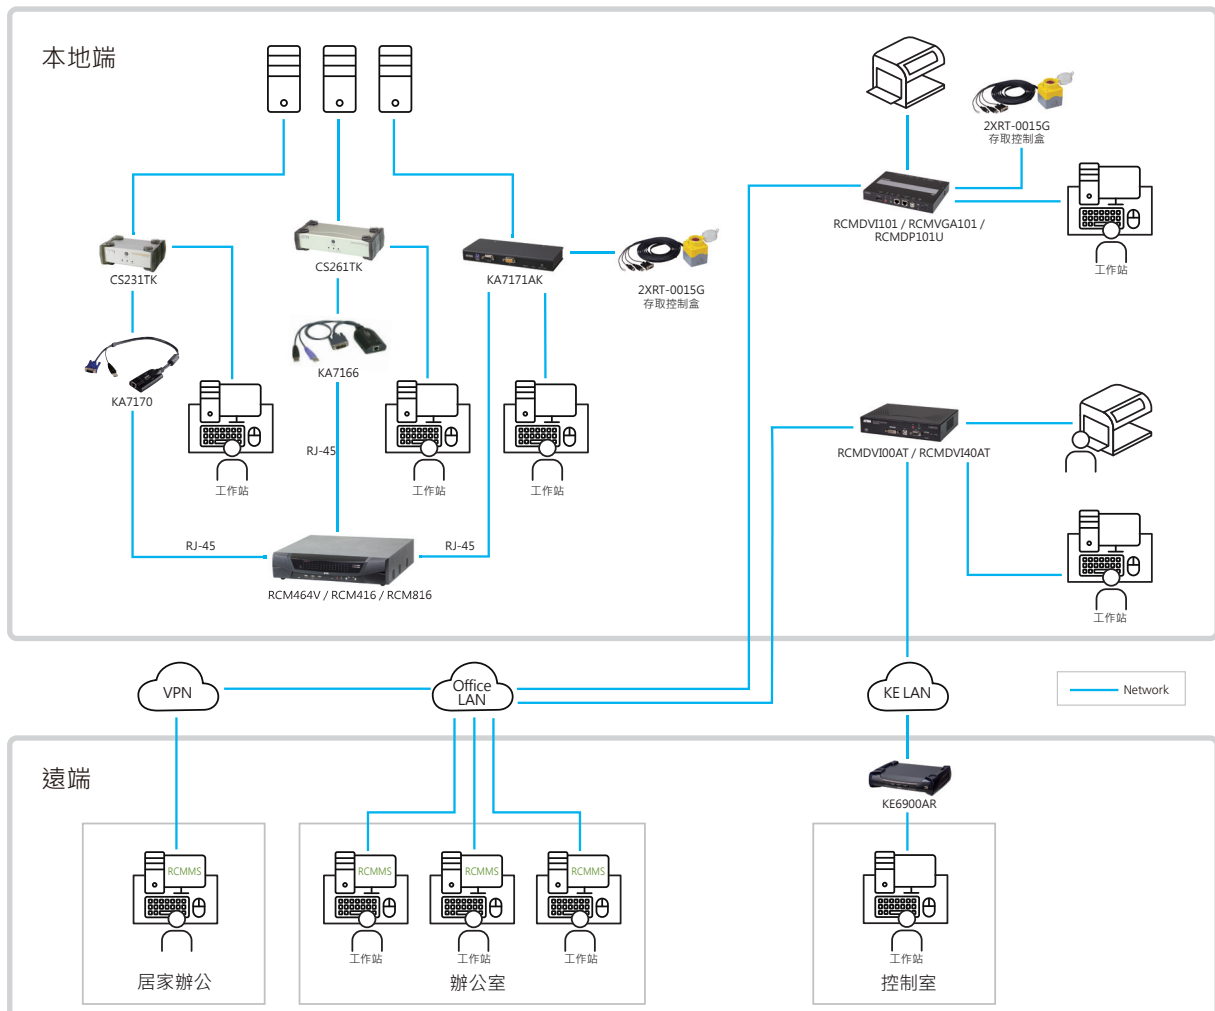 本地端
2XRT-0015G
存取控制盒
RCMDVI101 / RCMVGA101 /
RCMDP101U
工作站
CS231TK
CS261TK
KA7171AK
2XRT-0015G
存取控制盒
KA7170
KA7166
RJ-45
工作站
工作站
工作站
RCMDVI00AT / RCMDVI40AT
RJ-45
RJ-45
RCM464V / RCM416 / RCM816
工作站
VPN
Office
LAN
KE LAN
Network
遠端
KE6900AR
RCMMS
RCMMS
RCMMS
RCMMS
工作站
工作站
工作站
工作站
居家辦公
辦公室
控制室